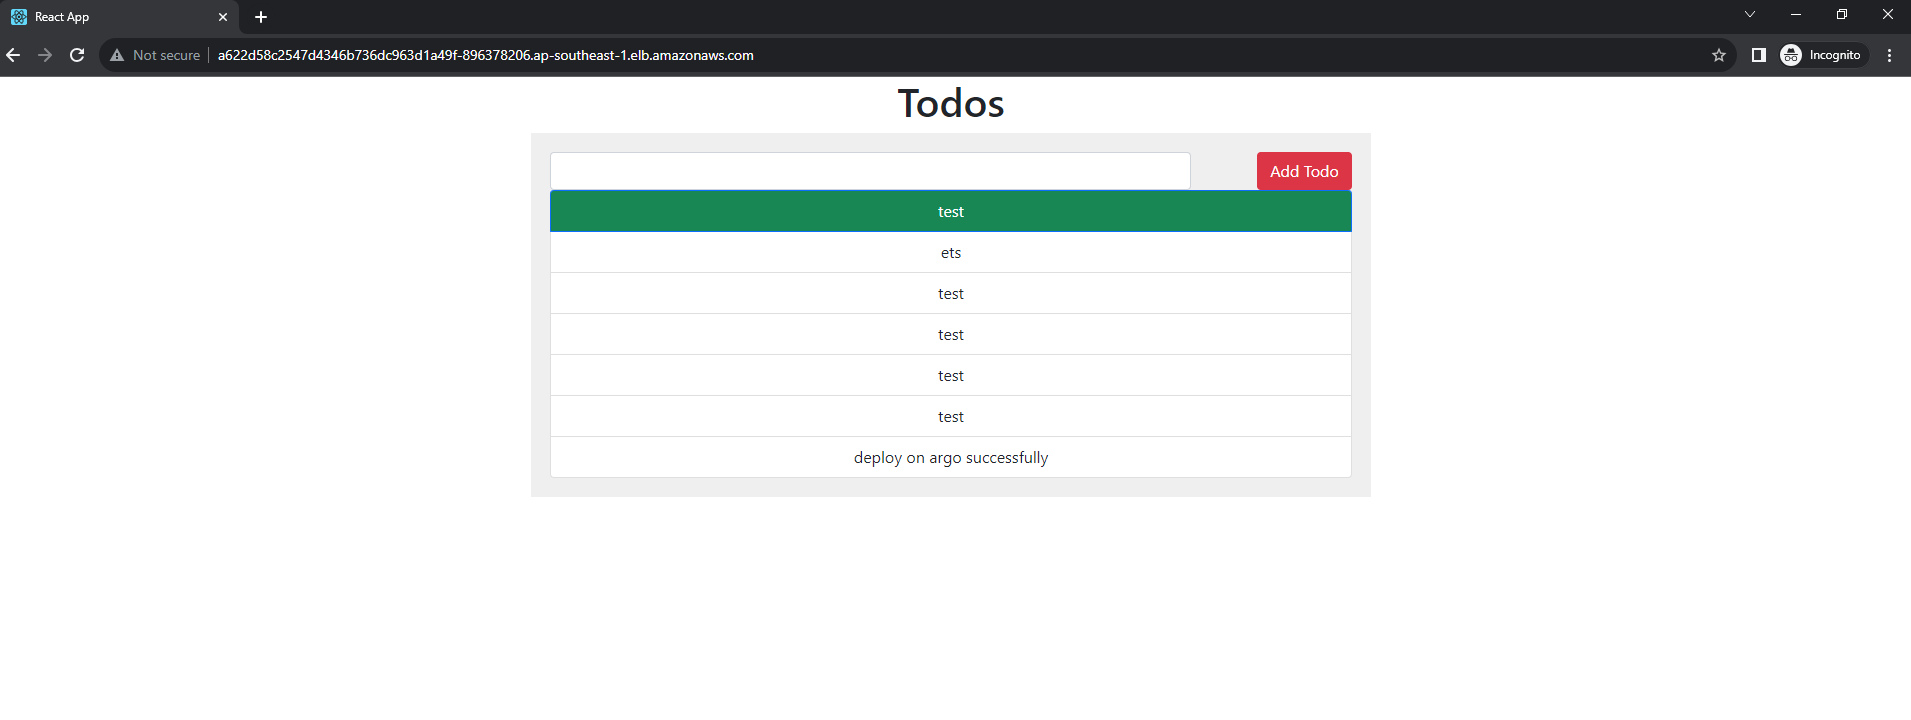 React App
Not secure
a622d58c2547d4346b736dc963d1a49f-896378206.ap-southeast-1.elb.amazonaws.com
Incognito
Todos
Add Todo
test
ets
test
test
test
test
deploy on argo successfully